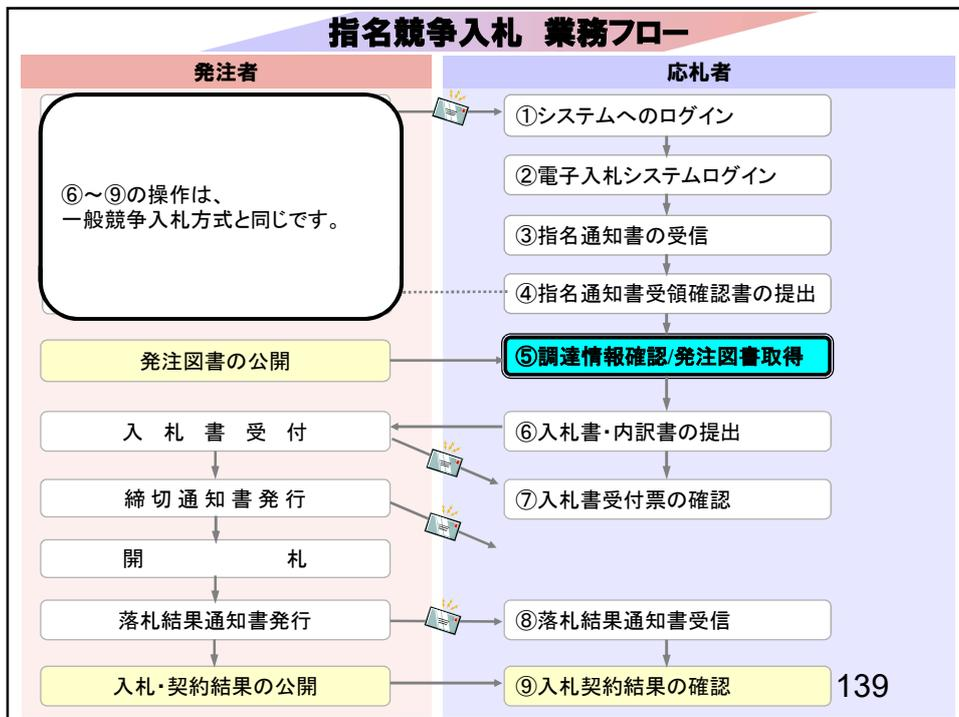 指名競争入札 業務フロー
発注者
応札者
⑥～⑨の操作は、
一般競争入札方式と同じです。
①システムへのログイン
②電子入札システムログイン
③指名通知書の受信
④指名通知書受領確認書の提出
発注図書の公開
⑤調達情報確認/発注図書取得
入 札 書 受 付
⑥入札書・内訳書の提出
締 切 通 知 書 発 行
⑦入札書受付票の確認
開 札
落札結果通知書発行
⑧落札結果通知書受信
入札・契約結果の公開
⑨入札契約結果の確認
139